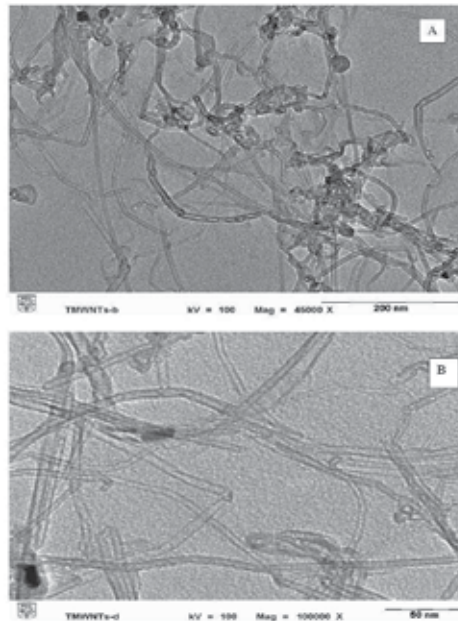 A
TMWNTs-b kV = 100 Mag = 45000 X 200 nm
B
TMWNTs-d kV = 100 Mag = 100000 X 50 nm